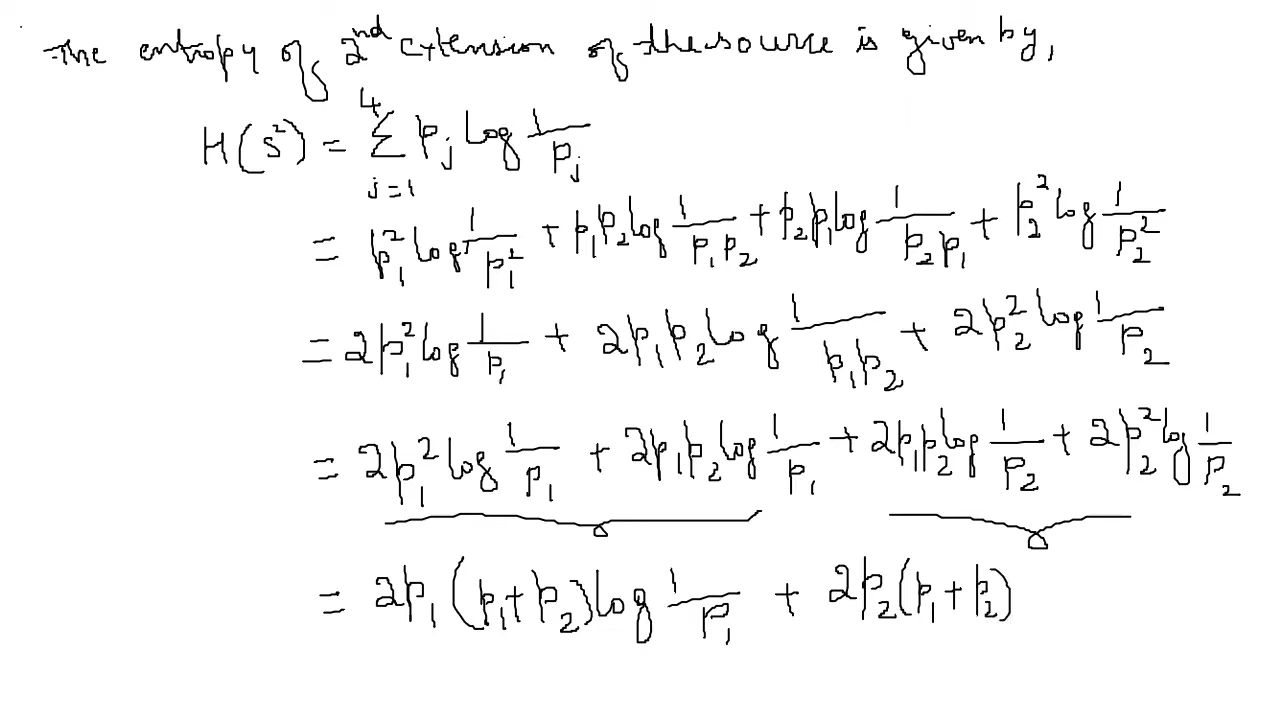 The entropy of 2nd extension of the source is given by,
H(S²) = Σ_{j=1}^{4} p_j log 1/p_j
= p₁² log 1/p₁² + p₁p₂ log 1/p₁p₂ + p₂p₁ log 1/p₂p₁ + p₂² log 1/p₂²
= 2p₁² log 1/p₁ + 2p₁p₂ log 1/p₁p₂ + 2p₂² log 1/p₂
= 2p₁² log 1/p₁ + 2p₁p₂ log 1/p₁ + 2p₁p₂ log 1/p₂ + 2p₂² log 1/p₂
= 2p₁(p₁+p₂) log 1/p₁ + 2p₂(p₁+p₂)